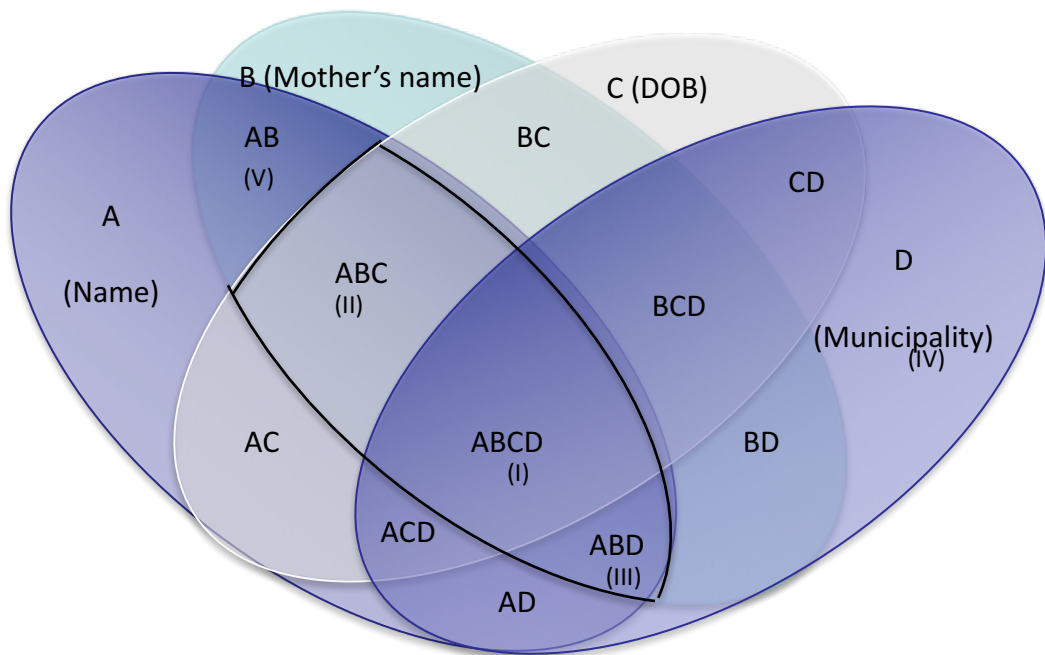 B (Mother's name)
C (DOB)
AB
(V)
BC
CD
A
(Name)
ABC
(II)
D
(Municipality)
(IV)
BCD
AC
ABCD
(I)
BD
ACD
ABD
(III)
AD